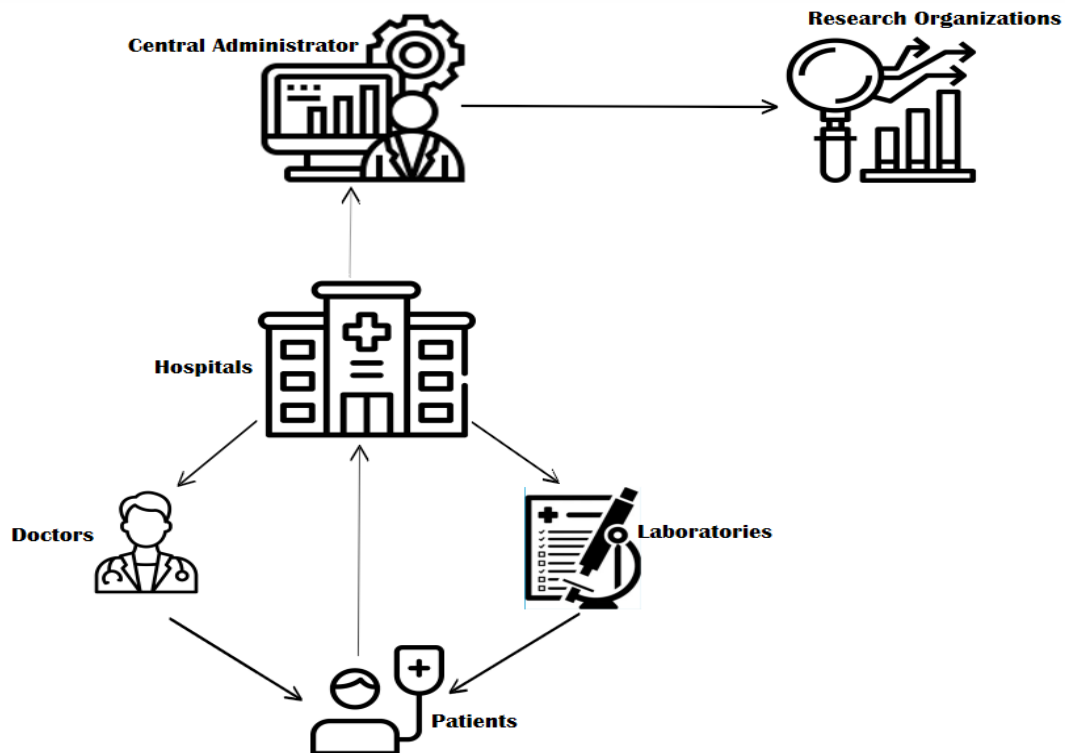 Research Organizations
Central Administrator
Hospitals
Doctors
Laboratories
Patients